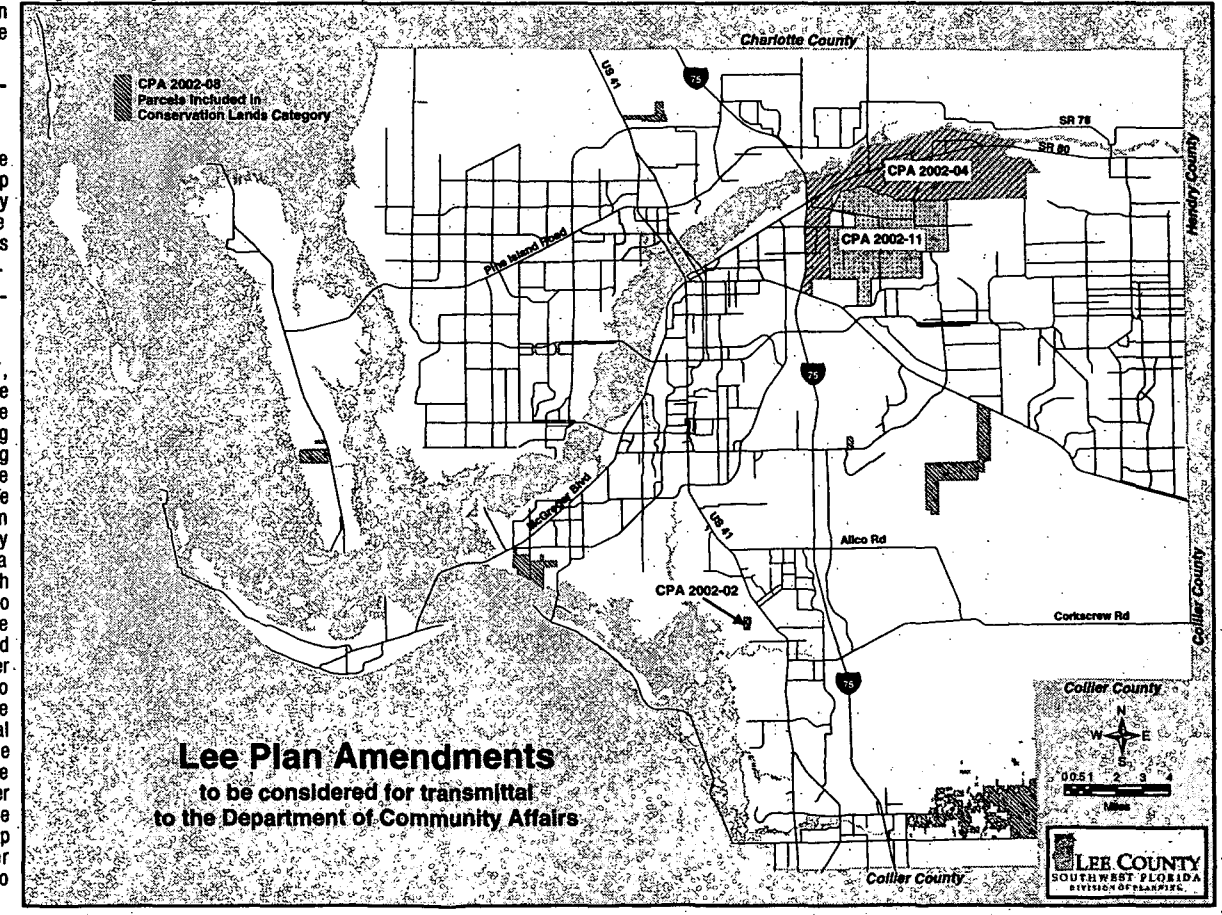 Charlotte County
CPA 2002-08
Parcels Included in
Conservation Lands Category
US 41
75
SR 78
SR 80
Hendry County
CPA 2002-04
CPA 2002-11
Pine Island Road
75
McGregor Blvd
US 41
Alico Rd
CPA 2002-02
Corkscrew Rd
Collier County
75
Collier County
N
W E
S
0 0.5 1 2 3 4
Miles
Lee Plan Amendments
to be considered for transmittal
to the Department of Community Affairs
LEE COUNTY
SOUTHWEST FLORIDA
DIVISION OF PLANNING
Collier County